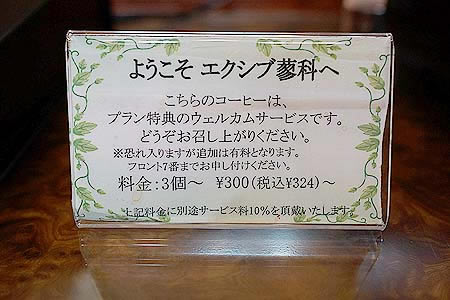 ようこそ エクシブ蓼科へ
こちらのコーヒーは、
プラン特典のウェルカムサービスです。
どうぞお召し上がりください。
※恐れ入りますが追加は有料となります。
フロント7番までお申し付けください。
料金:3個～ ¥300(税込¥324)～
上記料金に別途サービス料10%を頂戴いたします。